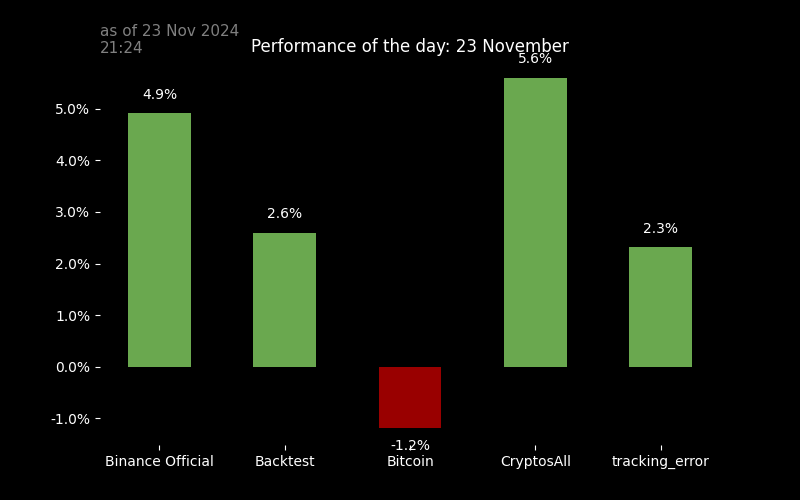 as of 23 Nov 2024
21:24
Performance of the day: 23 November
5.6%
4.9%
5.0%
4.0%
3.0%
2.6%
2.3%
2.0%
1.0%
0.0%
-1.0%
-1.2%
Binance Official
Backtest
Bitcoin
CryptosAll
tracking_error